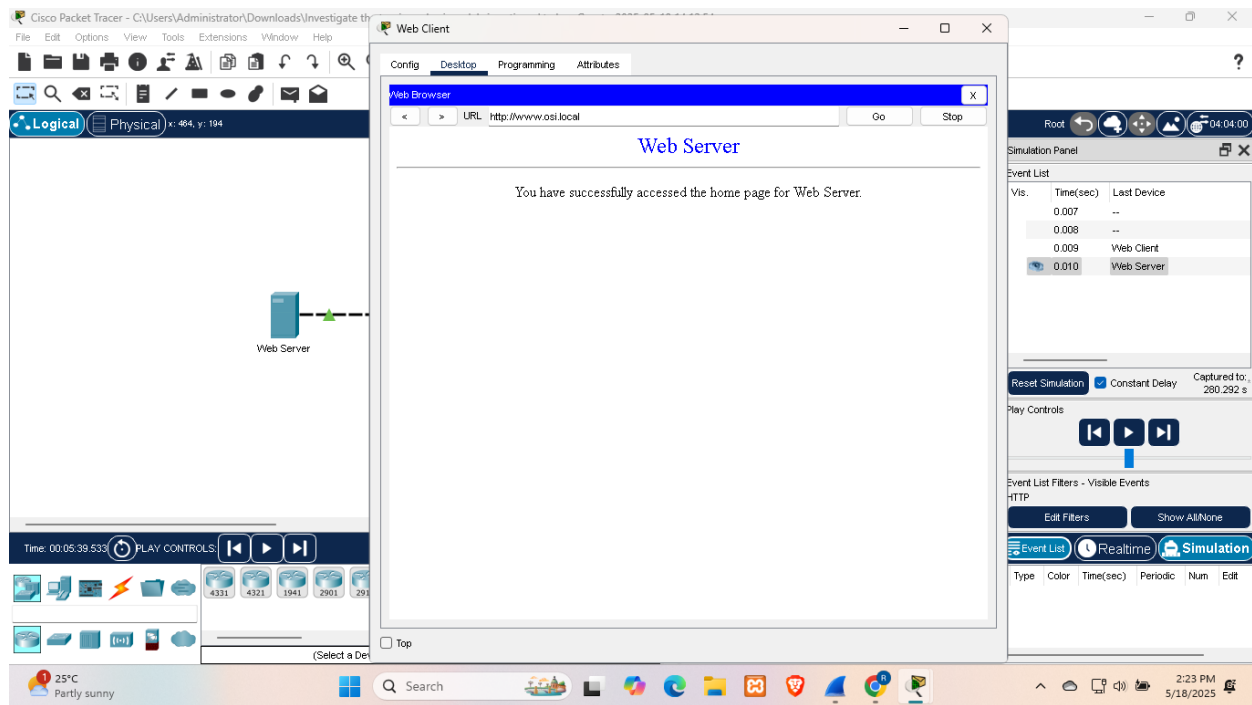 Cisco Packet Tracer - C:\Users\Administrator\Downloads\Investigate the
File Edit Options View Tools Extensions Window Help
Logical
Physical
x: 464, y: 194
Web Server
Time: 00:05:39.533
PLAY CONTROLS:
4331 4321 1941 2901 291
(Select a De
Web Client
Config Desktop Programming Attributes
Web Browser
X
< > URL http://www.osi.local Go Stop
Web Server
You have successfully accessed the home page for Web Server.
Top
?
Root
04:04:00
Simulation Panel
Event List
Vis. Time(sec) Last Device
0.007 --
0.008 --
0.009 Web Client
0.010 Web Server
Reset Simulation Constant Delay Captured to:
280.292 s
Play Controls
Event List Filters - Visible Events
HTTP
Edit Filters Show All/None
Event List Realtime Simulation
Type Color Time(sec) Periodic Num Edit
1
25°C
Partly sunny
Search
2:23 PM
5/18/2025